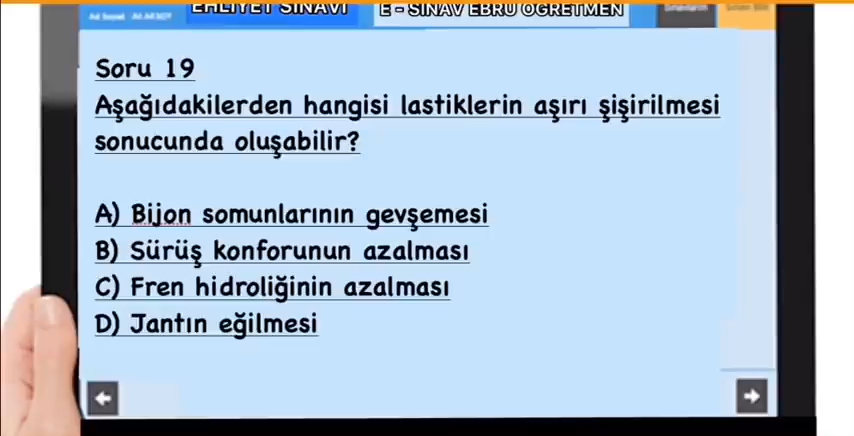 EHLİYET SINAVI
E - SINAV EBRU ÖĞRETMEN
Soru 19
Aşağıdakilerden hangisi lastiklerin aşırı şişirilmesi
sonucunda oluşabilir?
A) Bijon somunlarının gevşemesi
B) Sürüş konforunun azalması
C) Fren hidroliğinin azalması
D) Jantın eğilmesi